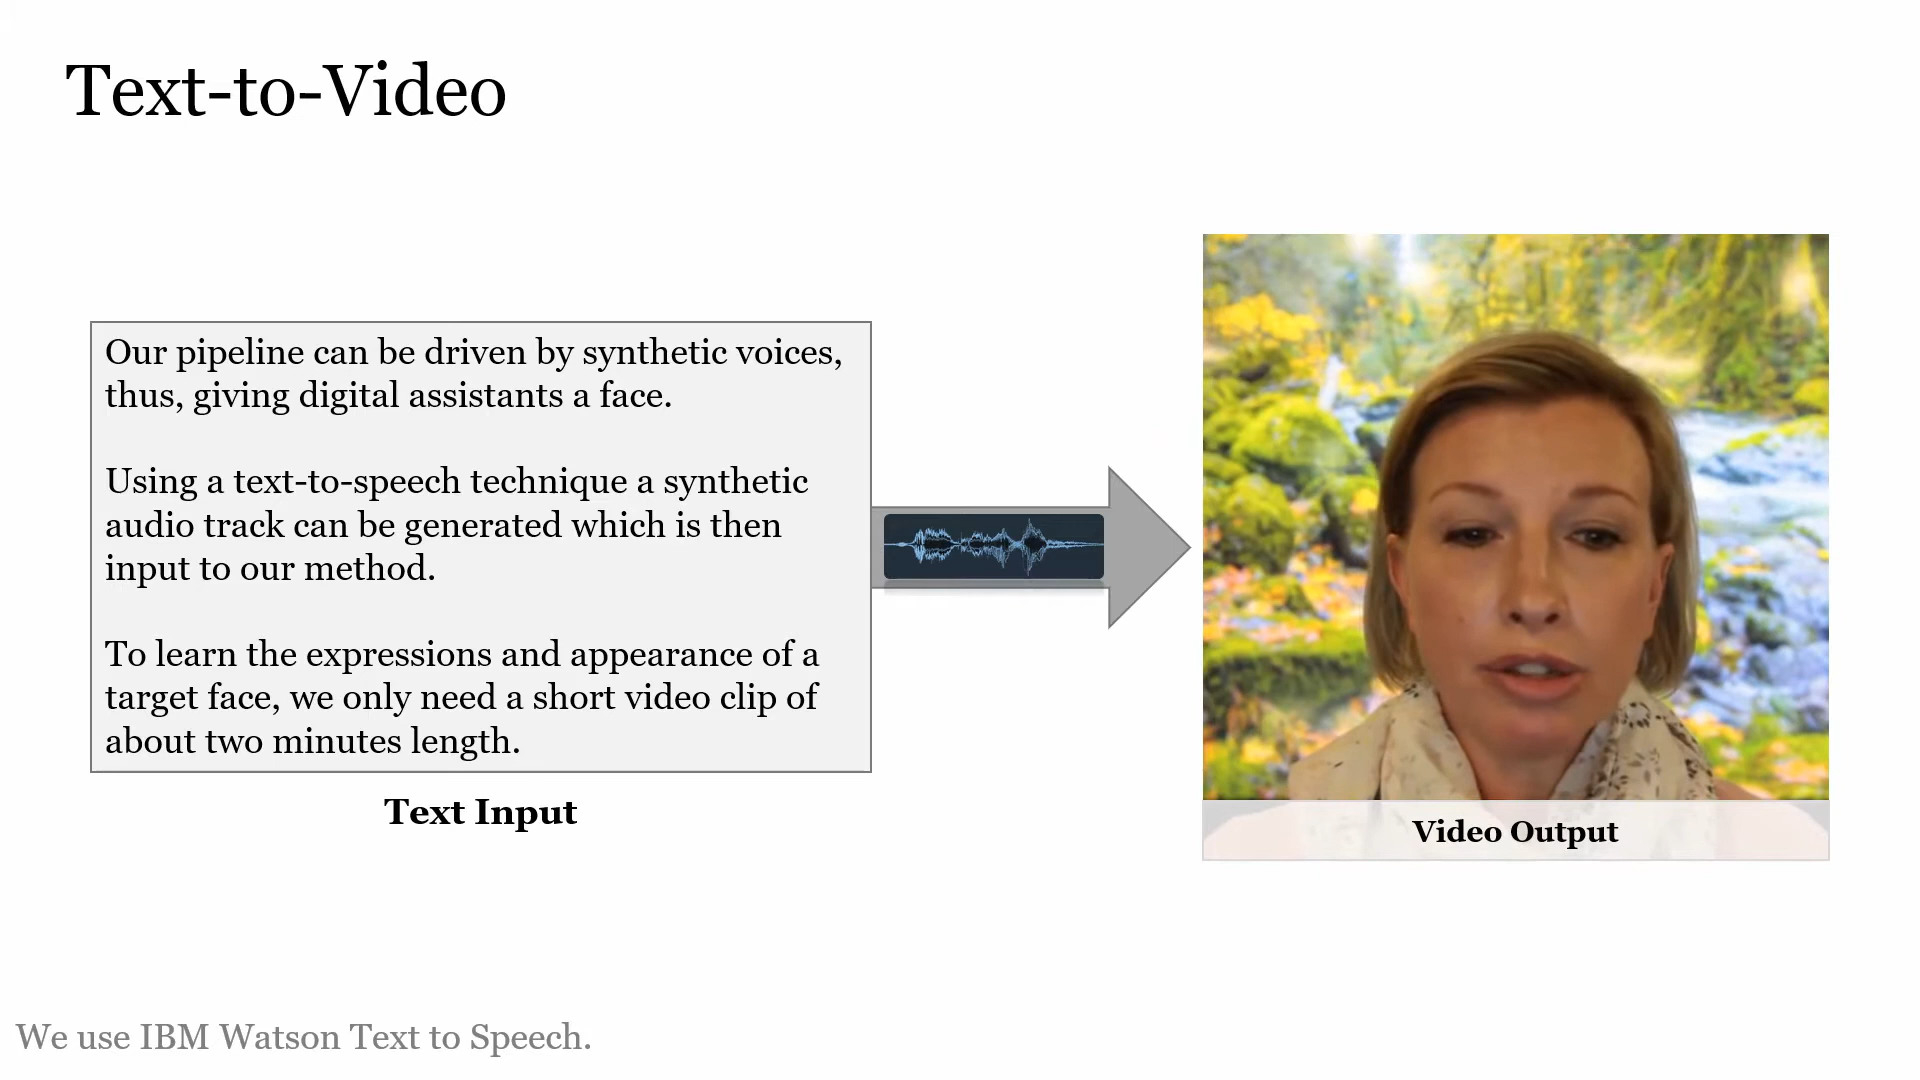 Text-to-Video
Our pipeline can be driven by synthetic voices,
thus, giving digital assistants a face.
Using a text-to-speech technique a synthetic
audio track can be generated which is then
input to our method.
To learn the expressions and appearance of a
target face, we only need a short video clip of
about two minutes length.
Text Input
Video Output
We use IBM Watson Text to Speech.